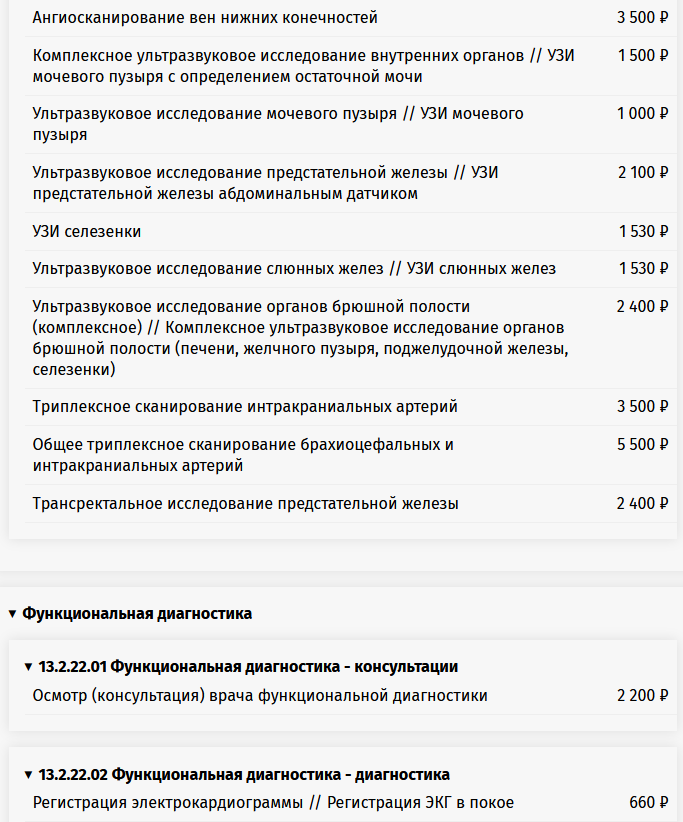 Ангиосканирование вен нижних конечностей 3 500 ₽
Комплексное ультразвуковое исследование внутренних органов // УЗИ 1 500 ₽
мочевого пузыря с определением остаточной мочи
Ультразвуковое исследование мочевого пузыря // УЗИ мочевого 1 000 ₽
пузыря
Ультразвуковое исследование предстательной железы // УЗИ 2 100 ₽
предстательной железы абдоминальным датчиком
УЗИ селезенки 1 530 ₽
Ультразвуковое исследование слюнных желез // УЗИ слюнных желез 1 530 ₽
Ультразвуковое исследование органов брюшной полости 2 400 ₽
(комплексное) // Комплексное ультразвуковое исследование органов
брюшной полости (печени, желчного пузыря, поджелудочной железы,
селезенки)
Триплексное сканирование интракраниальных артерий 3 500 ₽
Общее триплексное сканирование брахиоцефальных и 5 500 ₽
интракраниальных артерий
Трансректальное исследование предстательной железы 2 400 ₽
▼ Функциональная диагностика
▼ 13.2.22.01 Функциональная диагностика - консультации
Осмотр (консультация) врача функциональной диагностики 2 200 ₽
▼ 13.2.22.02 Функциональная диагностика - диагностика
Регистрация электрокардиограммы // Регистрация ЭКГ в покое 660 ₽